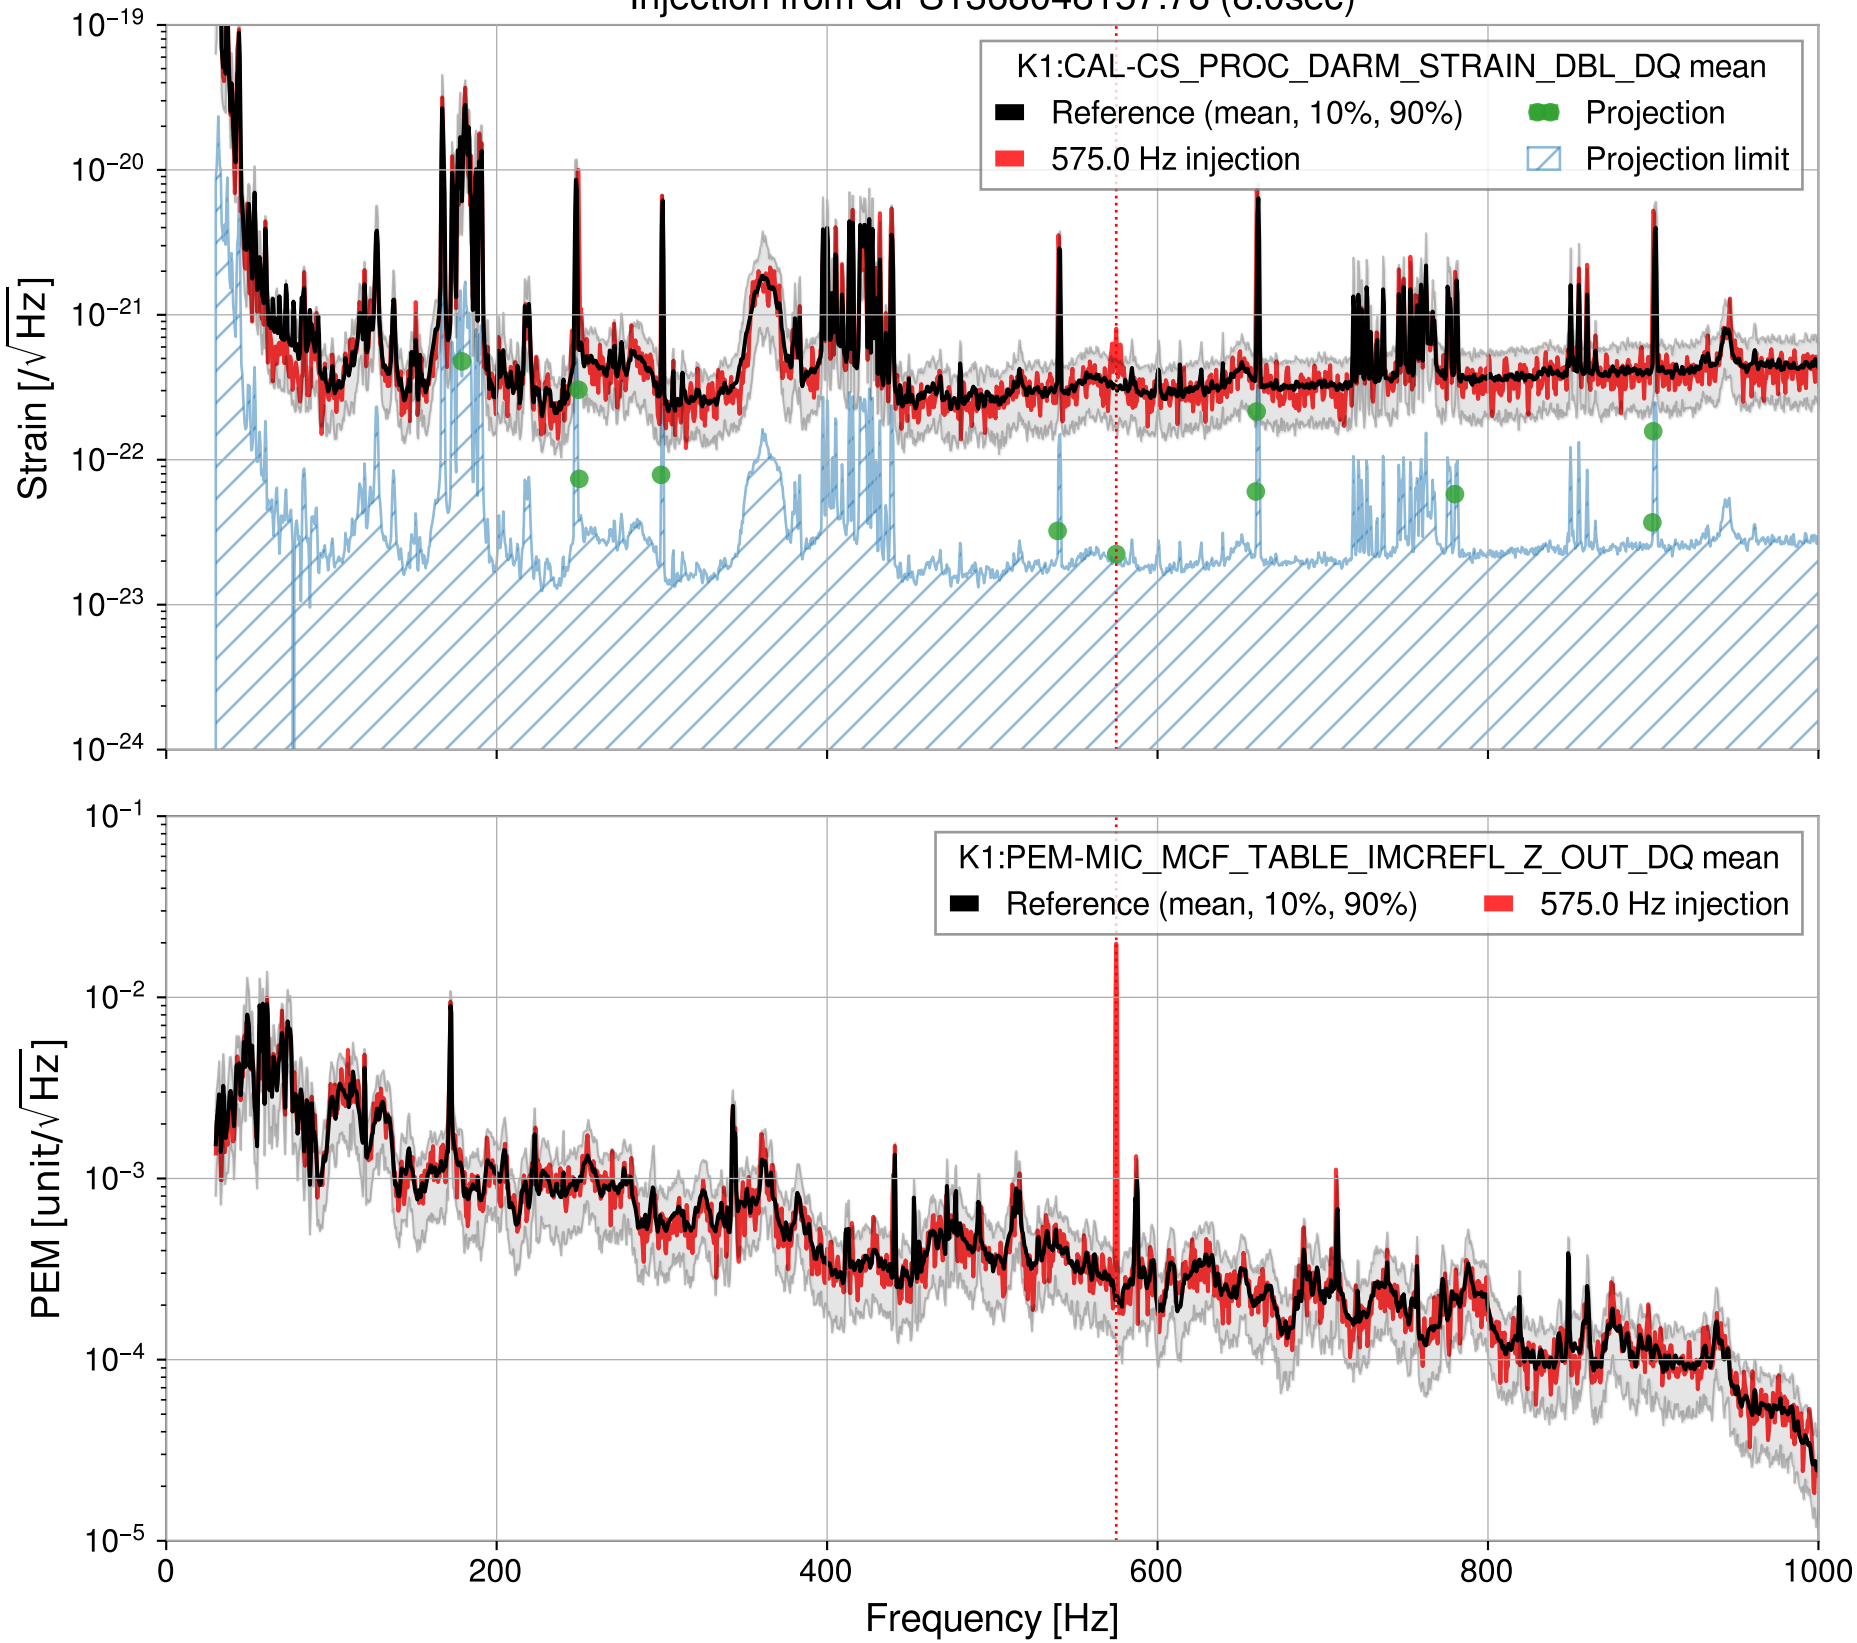 10⁻¹⁹
10⁻²⁰
10⁻²¹
10⁻²²
10⁻²³
10⁻²⁴
Strain [/√Hz]
K1:CAL-CS_PROC_DARM_STRAIN_DBL_DQ mean
Reference (mean, 10%, 90%)
Projection
575.0 Hz injection
Projection limit
10⁻¹
10⁻²
10⁻³
10⁻⁴
10⁻⁵
PEM [unit/√Hz]
K1:PEM-MIC_MCF_TABLE_IMCREFL_Z_OUT_DQ mean
Reference (mean, 10%, 90%)
575.0 Hz injection
0 200 400 600 800 1000
Frequency [Hz]